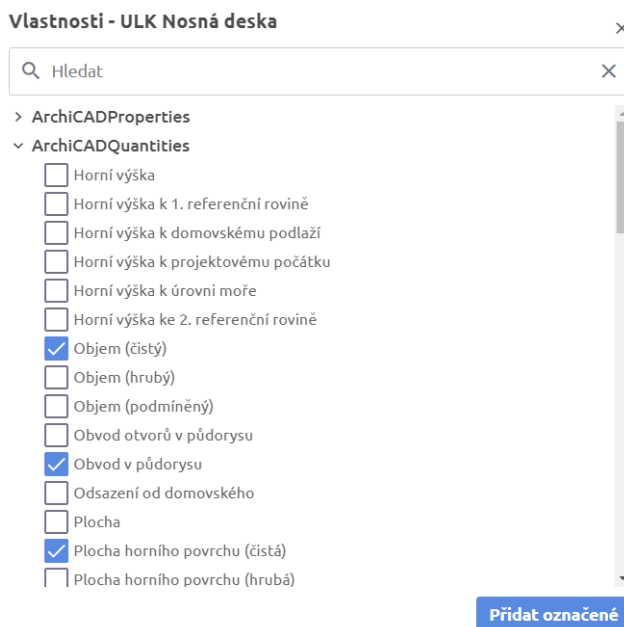 Vlastnosti - ULK Nosná deska
Hledat
ArchiCADProperties
ArchiCADQuantities
Horní výška
Horní výška k 1. referenční rovině
Horní výška k domovskému podlaží
Horní výška k projektovému počátku
Horní výška k úrovni moře
Horní výška ke 2. referenční rovině
Objem (čistý)
Objem (hrubý)
Objem (podmíněný)
Obvod otvorů v půdorysu
Obvod v půdorysu
Odsazení od domovského
Plocha
Plocha horního povrchu (čistá)
Plocha horního povrchu (hrubá)
Přidat označené